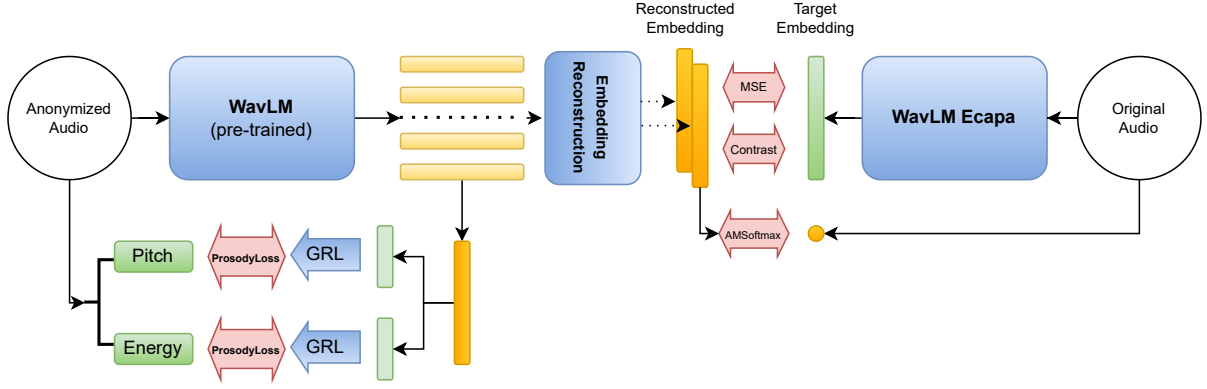 Reconstructed
Embedding
Target
Embedding
Anonymized
Audio
WavLM
(pre-trained)
Embedding
Reconstruction
MSE
Contrast
WavLM Ecapa
Original
Audio
AMSoftmax
Pitch
ProsodyLoss
GRL
Energy
ProsodyLoss
GRL